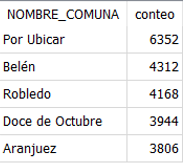 NOMBRE_COMUNA conteo
Por Ubicar 6352
Belén 4312
Robledo 4168
Doce de Octubre 3944
Aranjuez 3806